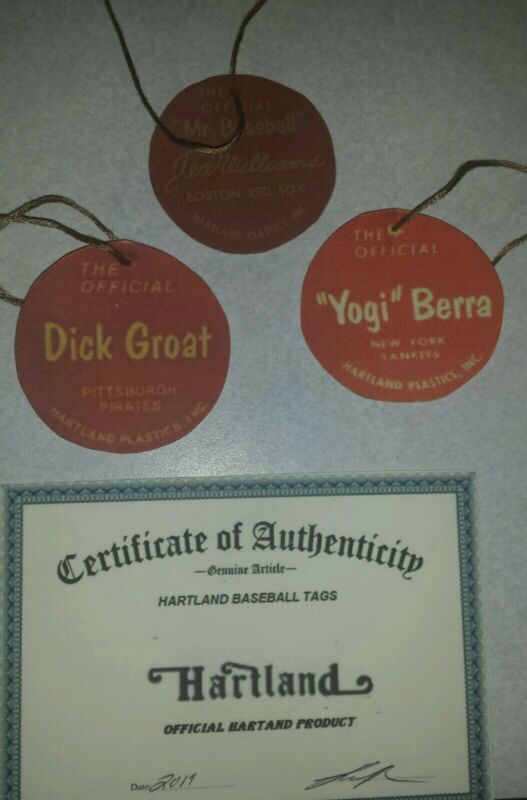 THE
OFFICIAL
"Mr. Baseball"
Ted Williams
BOSTON RED SOX
HARTLAND PLASTICS, INC.
THE
OFFICIAL
Dick Groat
PITTSBURGH
PIRATES
HARTLAND PLASTICS, INC.
THE
OFFICIAL
"Yogi" Berra
NEW YORK
YANKEES
HARTLAND PLASTICS, INC.
Certificate of Authenticity
—Genuine Article—
HARTLAND BASEBALL TAGS
Hartland
OFFICIAL HARTAND PRODUCT
Date: 2019